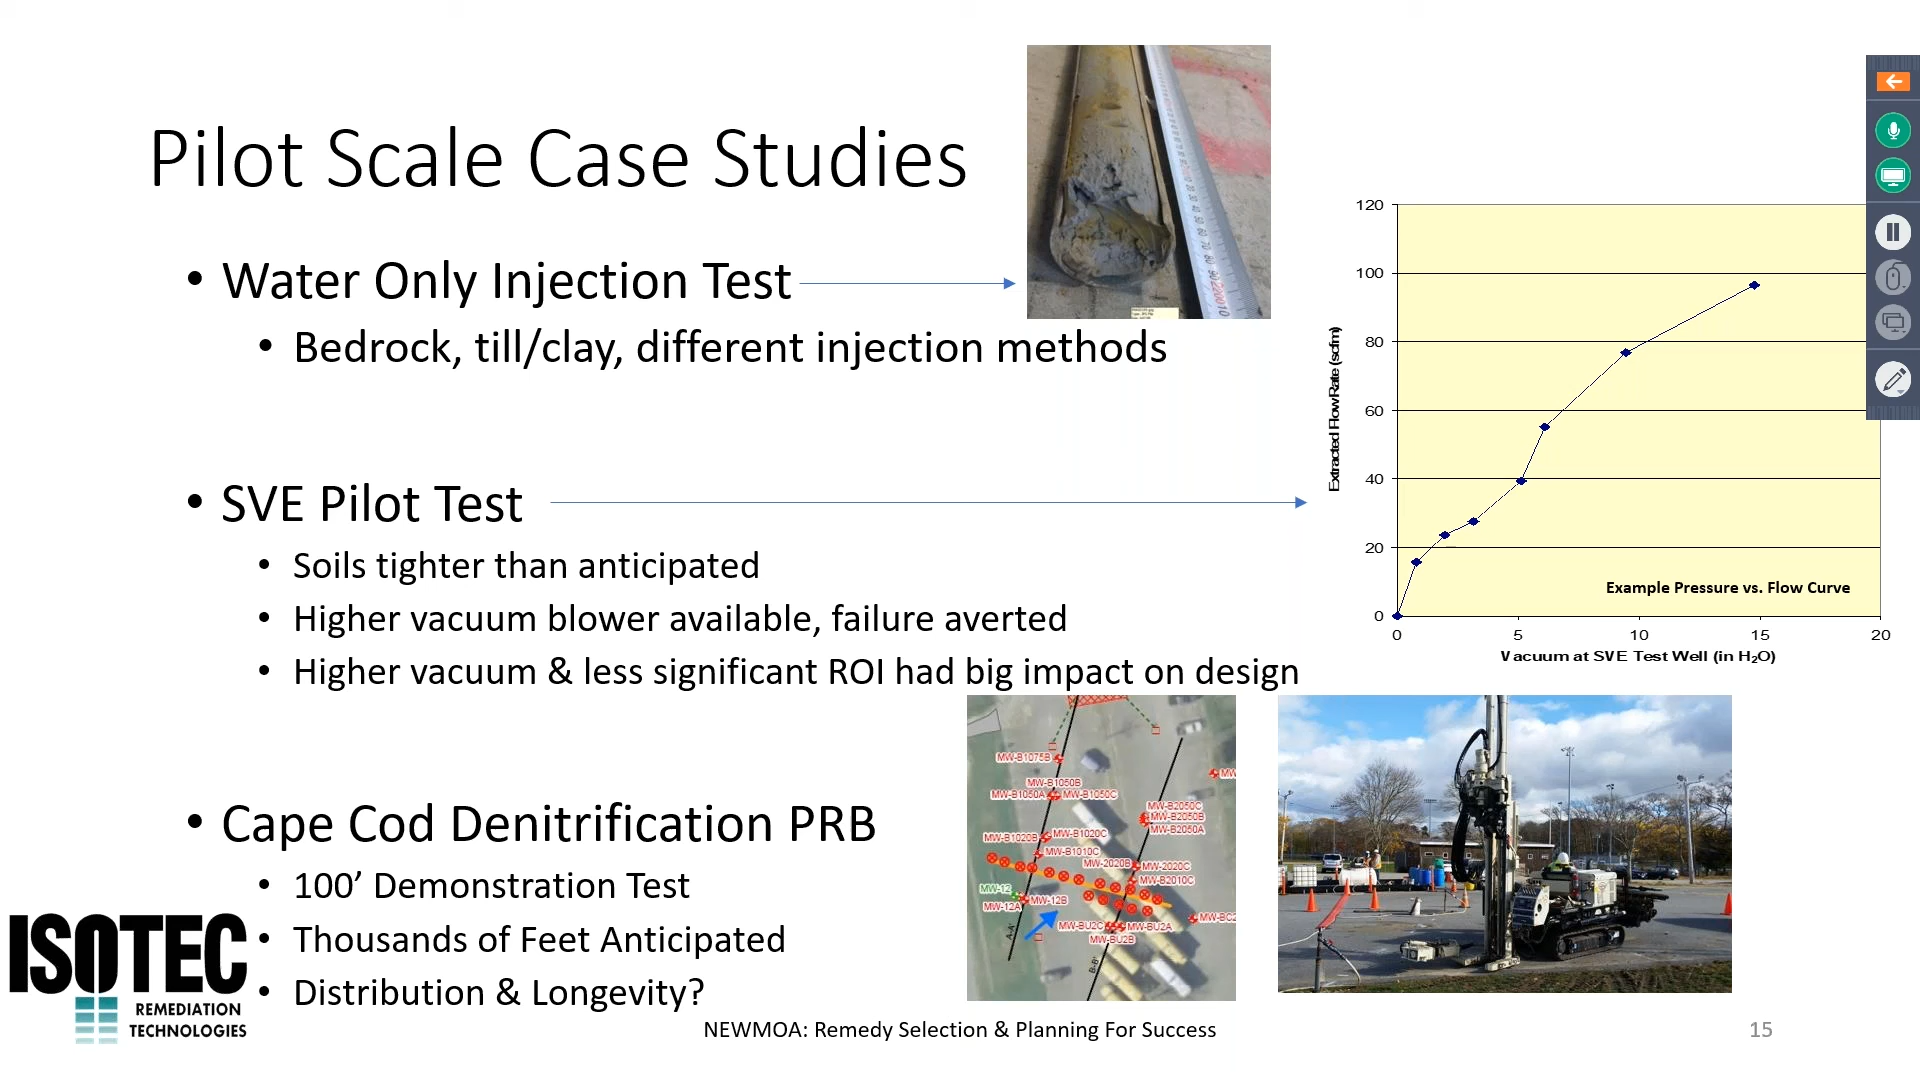 Pilot Scale Case Studies
• Water Only Injection Test
• Bedrock, till/clay, different injection methods
• SVE Pilot Test
• Soils tighter than anticipated
• Higher vacuum blower available, failure averted
• Higher vacuum & less significant ROI had big impact on design
• Cape Cod Denitrification PRB
• 100’ Demonstration Test
• Thousands of Feet Anticipated
• Distribution & Longevity?
120
100
80
60
40
20
0
Extracted Flow Rate (scfm)
Example Pressure vs. Flow Curve
0 5 10 15 20
Vacuum at SVE Test Well (in H₂O)
MW-B1075B
MW-B1050B
MW-B1050A MW-B1050C
MW-B2050C
MW-B2050B
MW-B2050A
MW-B1020B MW-B1020C
MW-B1010C
MW-2020B MW-2020C
MW-B2010C
MW-12
MW-12A MW-12B
MW-BU2C MW-BU2A
MW-BU2B
MW-BC2
MW
A-A'
B-B'
ISOTEC
REMEDIATION
TECHNOLOGIES
NEWMOA: Remedy Selection & Planning For Success
15